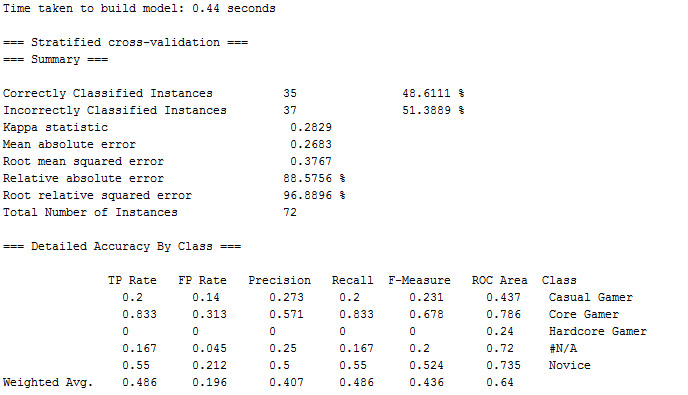 Time taken to build model: 0.44 seconds
=== Stratified cross-validation ===
=== Summary ===
Correctly Classified Instances 35 48.6111 %
Incorrectly Classified Instances 37 51.3889 %
Kappa statistic 0.2829
Mean absolute error 0.2683
Root mean squared error 0.3767
Relative absolute error 88.5756 %
Root relative squared error 96.8896 %
Total Number of Instances 72
=== Detailed Accuracy By Class ===
TP Rate FP Rate Precision Recall F-Measure ROC Area Class
0.2 0.14 0.273 0.2 0.231 0.437 Casual Gamer
0.833 0.313 0.571 0.833 0.678 0.786 Core Gamer
0 0 0 0 0 0.24 Hardcore Gamer
0.167 0.045 0.25 0.167 0.2 0.72 #N/A
0.55 0.212 0.5 0.55 0.524 0.735 Novice
Weighted Avg. 0.486 0.196 0.407 0.486 0.436 0.64